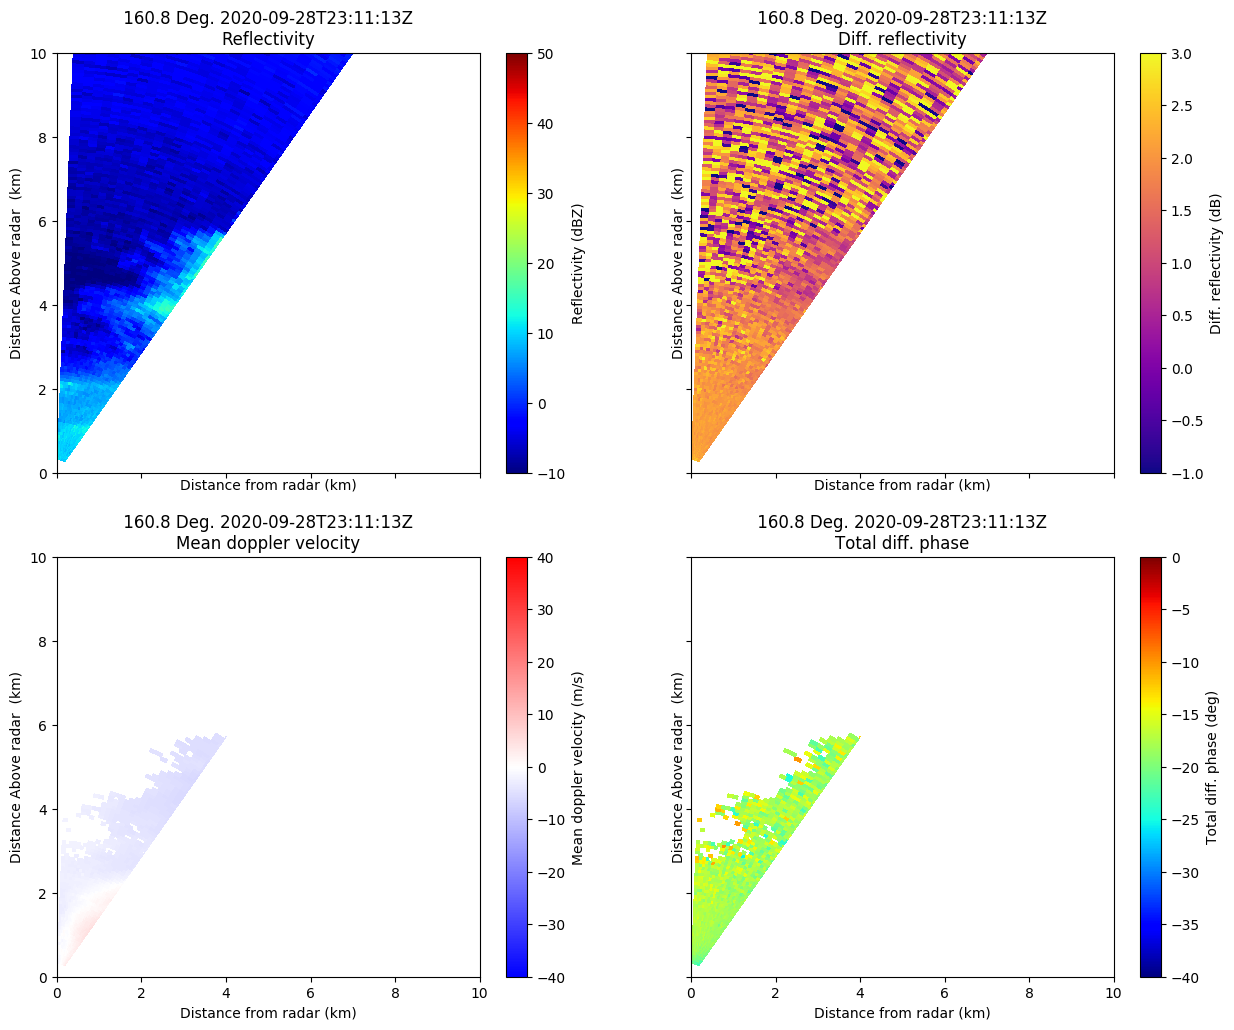 160.8 Deg. 2020-09-28T23:11:13Z
Reflectivity
10
8
6
4
2
0
Distance Above radar  (km)
Distance from radar (km)
50
40
30
20
10
0
−10
Reflectivity (dBZ)
160.8 Deg. 2020-09-28T23:11:13Z
Diff. reflectivity
Distance Above radar  (km)
Distance from radar (km)
3.0
2.5
2.0
1.5
1.0
0.5
0.0
−0.5
−1.0
Diff. reflectivity (dB)
160.8 Deg. 2020-09-28T23:11:13Z
Mean doppler velocity
10
8
6
4
2
0
Distance Above radar  (km)
0 2 4 6 8 10
Distance from radar (km)
40
30
20
10
0
−10
−20
−30
−40
Mean doppler velocity (m/s)
160.8 Deg. 2020-09-28T23:11:13Z
Total diff. phase
Distance Above radar  (km)
0 2 4 6 8 10
Distance from radar (km)
0
−5
−10
−15
−20
−25
−30
−35
−40
Total diff. phase (deg)